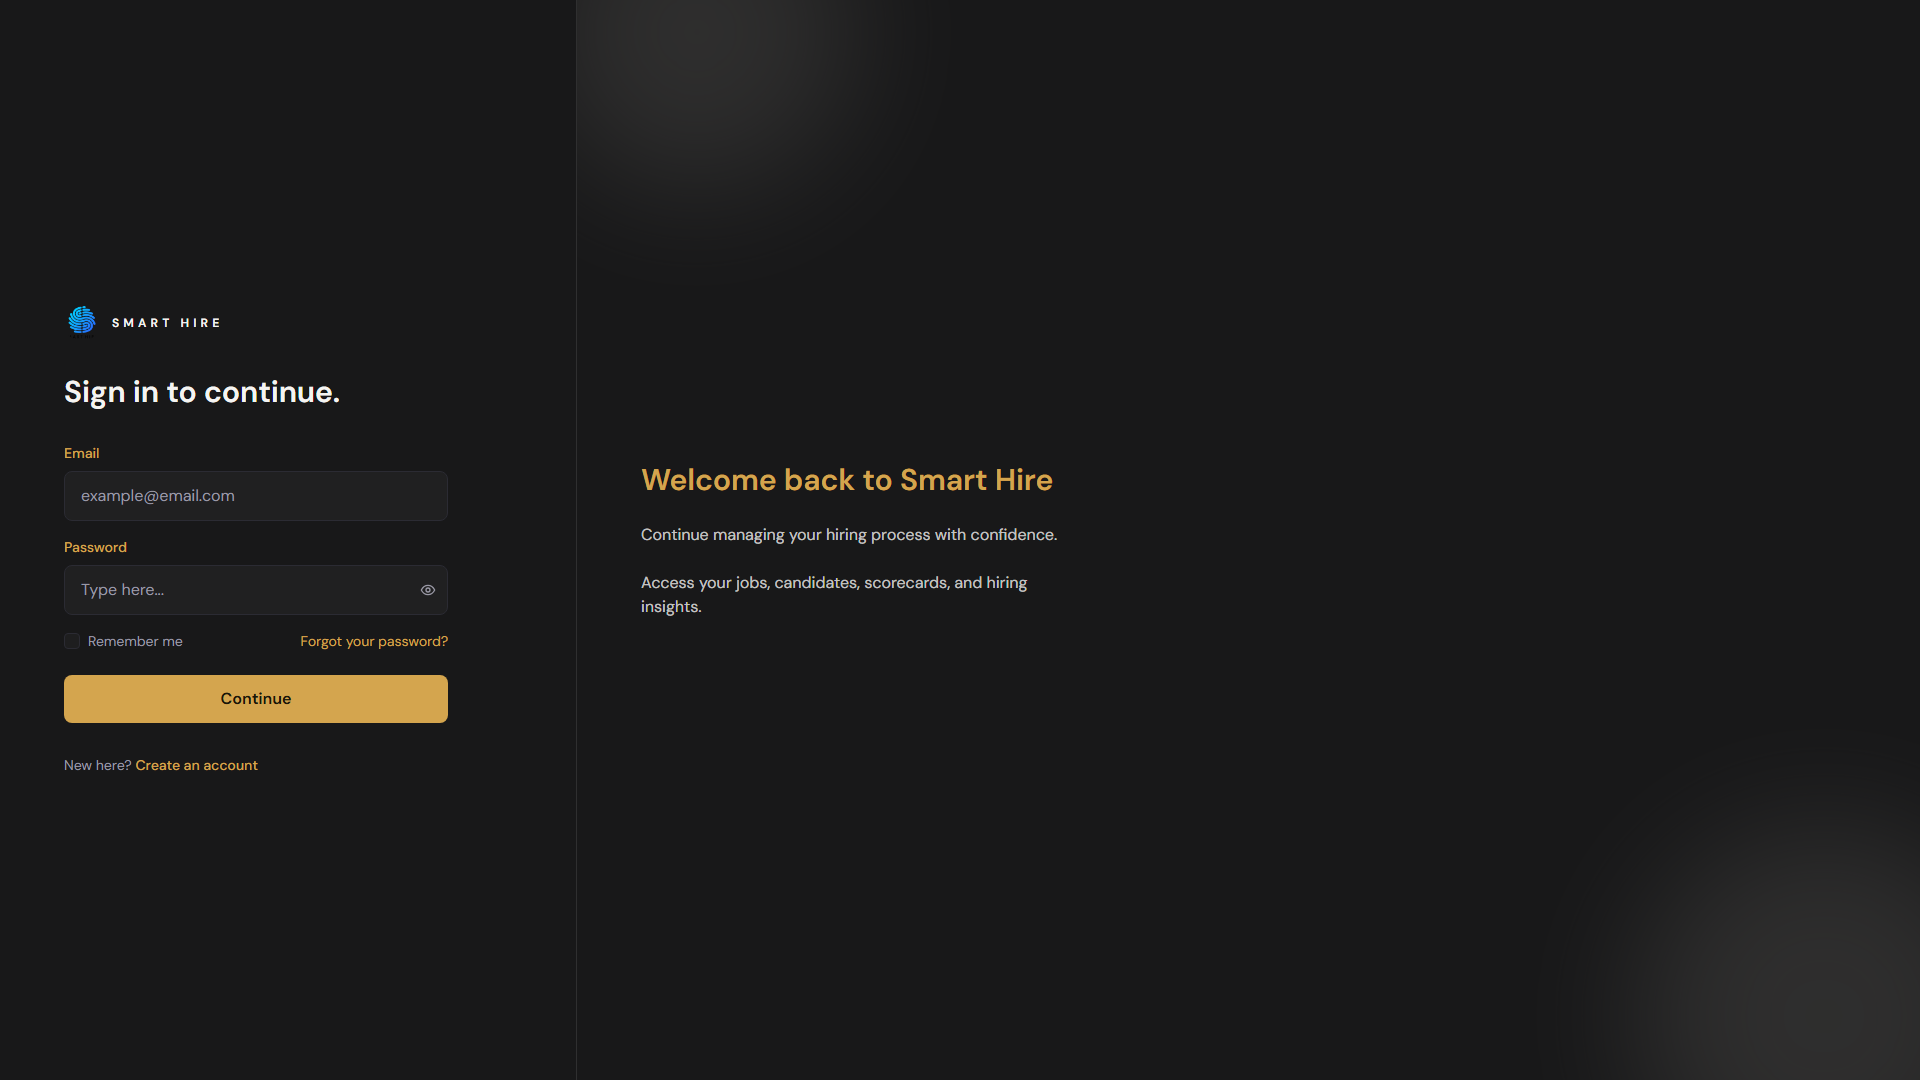 SMART HIRE
Sign in to continue.
Email
example@email.com
Password
Type here...
Remember me
Forgot your password?
Continue
New here? Create an account
Welcome back to Smart Hire
Continue managing your hiring process with confidence.
Access your jobs, candidates, scorecards, and hiring
insights.